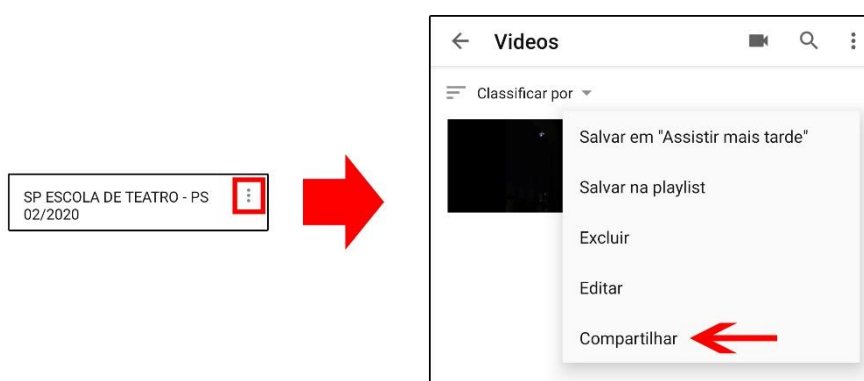 SP ESCOLA DE TEATRO - PS
02/2020
Videos
Classificar por
Salvar em "Assistir mais tarde"
Salvar na playlist
Excluir
Editar
Compartilhar